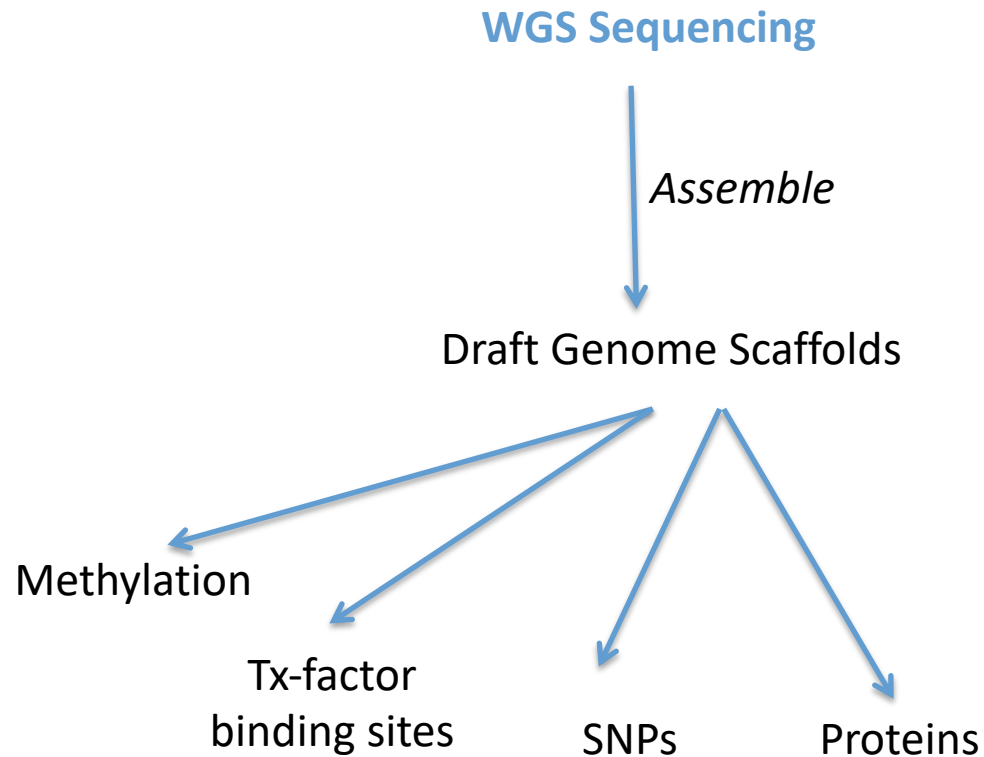 WGS Sequencing
Assemble
Draft Genome Scaffolds
Methylation
Tx-factor
binding sites
SNPs
Proteins